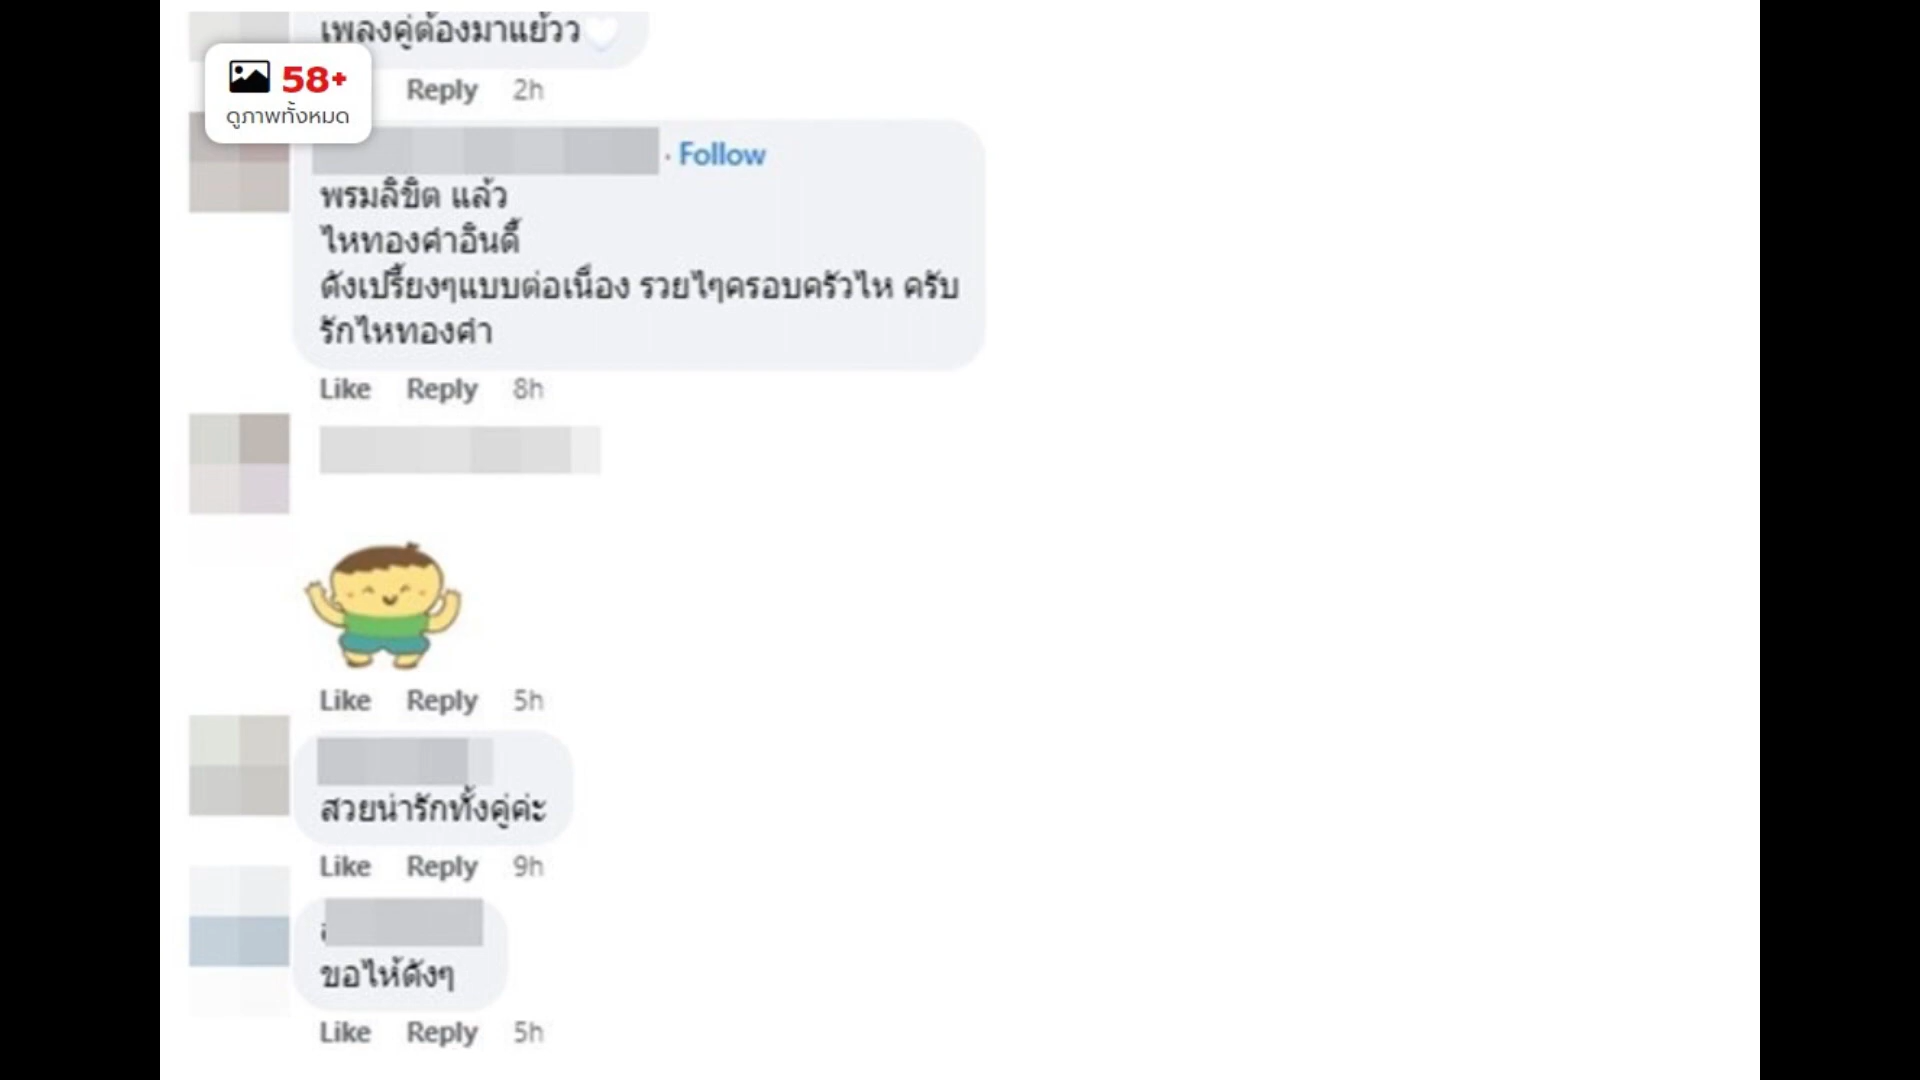 เพลงคู่ต้องมาแย้วว
58+
ดูภาพทั้งหมด
Reply 2h
· Follow
พรมลิขิต แล้ว
ไหทองคำอินดี้
ดังเปรี้ยงๆแบบต่อเนื่อง รวยไๆครอบครัวไห ครับ
รักไหทองคำ
Like Reply 8h
Like Reply 5h
สวยน่ารักทั้งคู่ค่ะ
Like Reply 9h
ขอไห้ดังๆ
Like Reply 5h